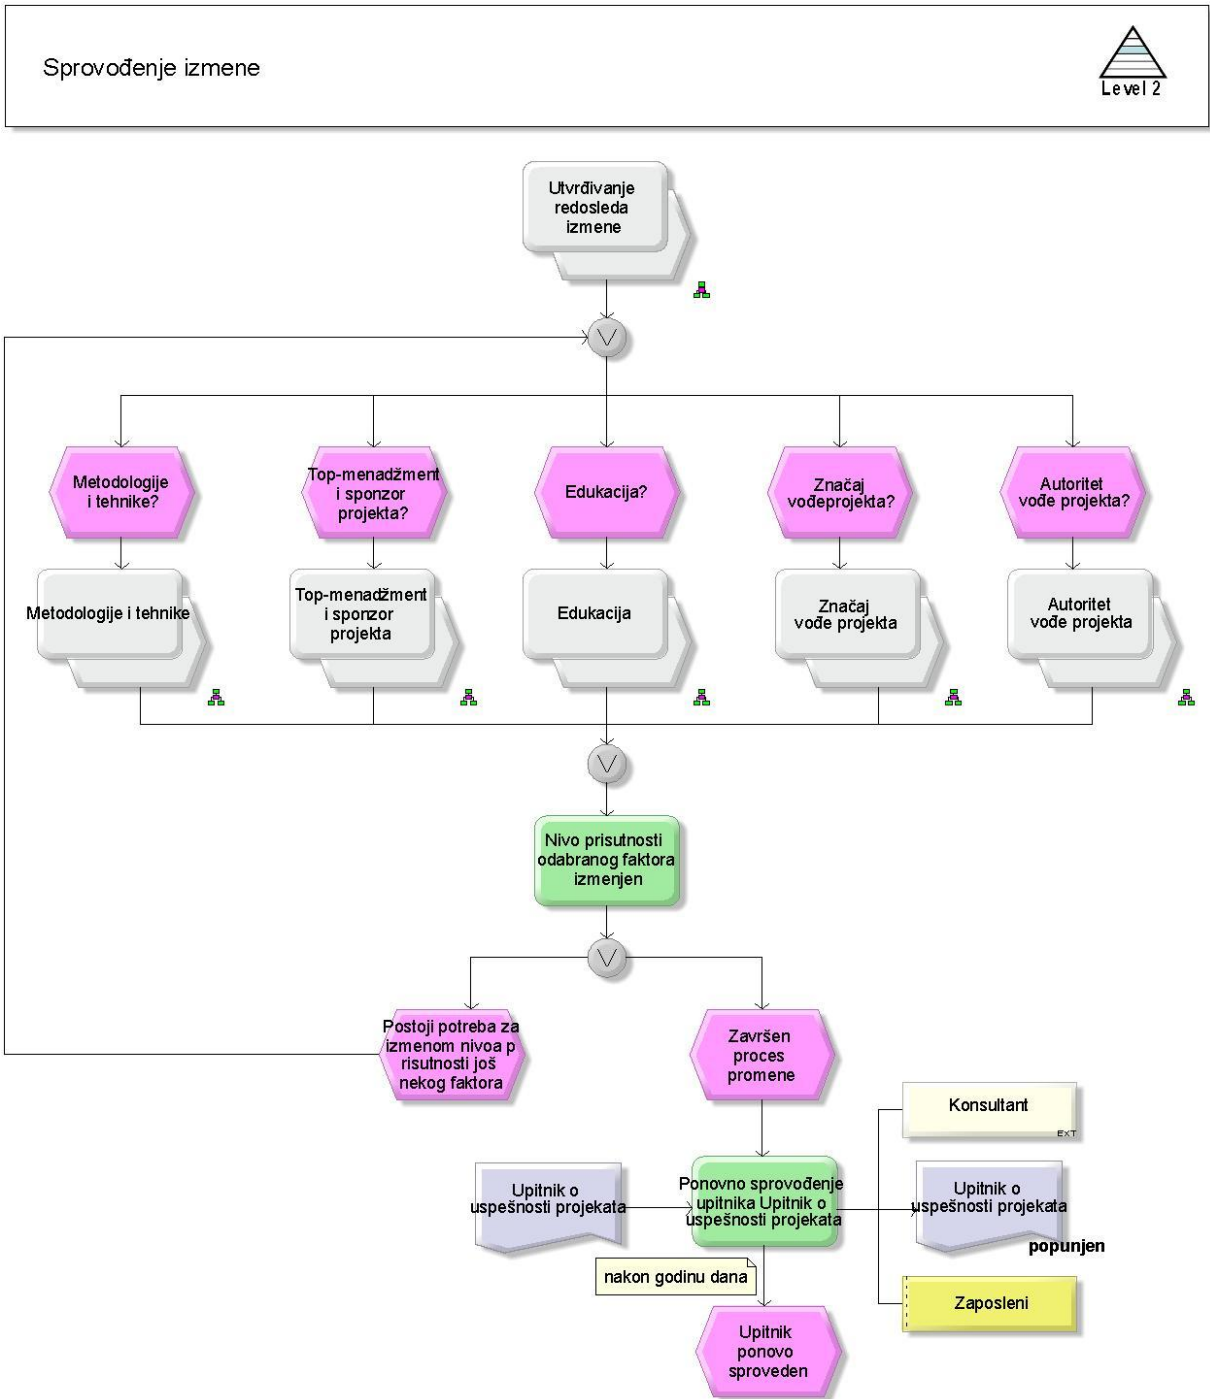 Sprovođenje izmene
Level 2
Utvrđivanje
redosleda
izmene
V
Metodologije
i tehnike?
Top-menadžment
i sponzor
projekta?
Edukacija?
Značaj
vođeprojekta?
Autoritet
vođe projekta?
Metodologije i tehnike
Top-menadžment
i sponzor
projekta
Edukacija
Značaj
vođe projekta
Autoritet
vođe projekta
V
Nivo prisutnosti
odabranog faktora
izmenjen
V
Postoji potreba za
izmenom nivoa p
risutnosti još
nekog faktora
Završen
proces
promene
Konsultant
EXT
Upitnik o
uspešnosti projekata
Ponovno sprovođenje
upitnika Upitnik o
uspešnosti projekata
Upitnik o
uspešnosti projekata
popunjen
nakon godinu dana
Zaposleni
Upitnik
ponovo
sproveden